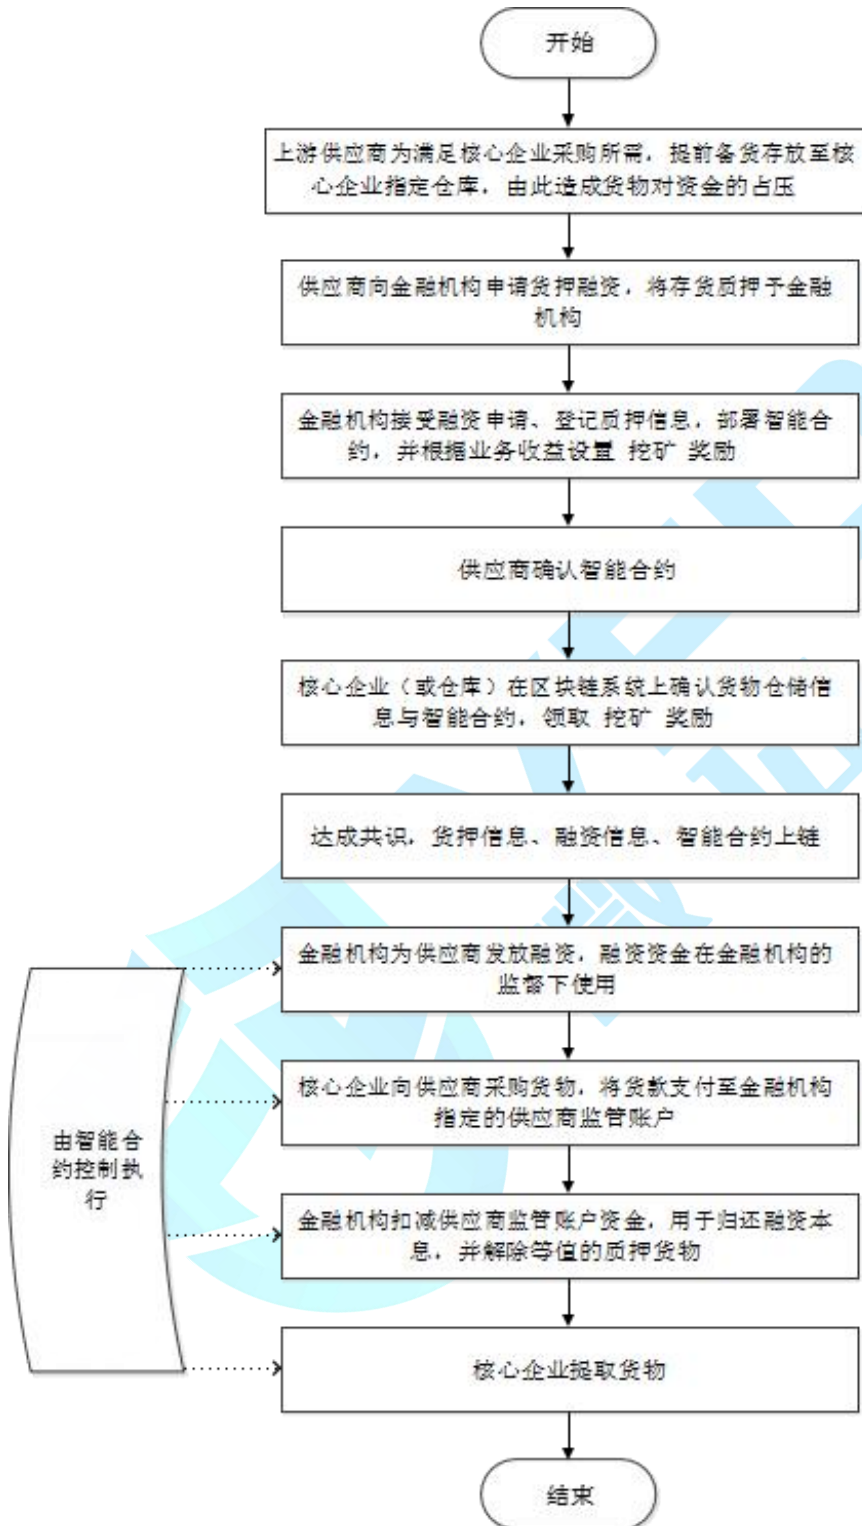 开始
上游供应商为满足核心企业采购所需，提前备货存放至核
心企业指定仓库，由此造成货物对资金的占压
供应商向金融机构申请货押融资，将存货质押予金融
机构
金融机构接受融资申请、登记质押信息，部署智能合
约，并根据业务收益设置 挖矿 奖励
供应商确认智能合约
核心企业（或仓库）在区块链系统上确认货物仓储信
息与智能合约，领取 挖矿 奖励
达成共识，货押信息、融资信息、智能合约上链
金融机构为供应商发放融资，融资资金在金融机构的
监督下使用
核心企业向供应商采购货物，将货款支付至金融机构
指定的供应商监管账户
由智能合
约控制执
行
金融机构扣减供应商监管账户资金，用于归还融资本
息，并解除等值的质押货物
核心企业提取货物
结束